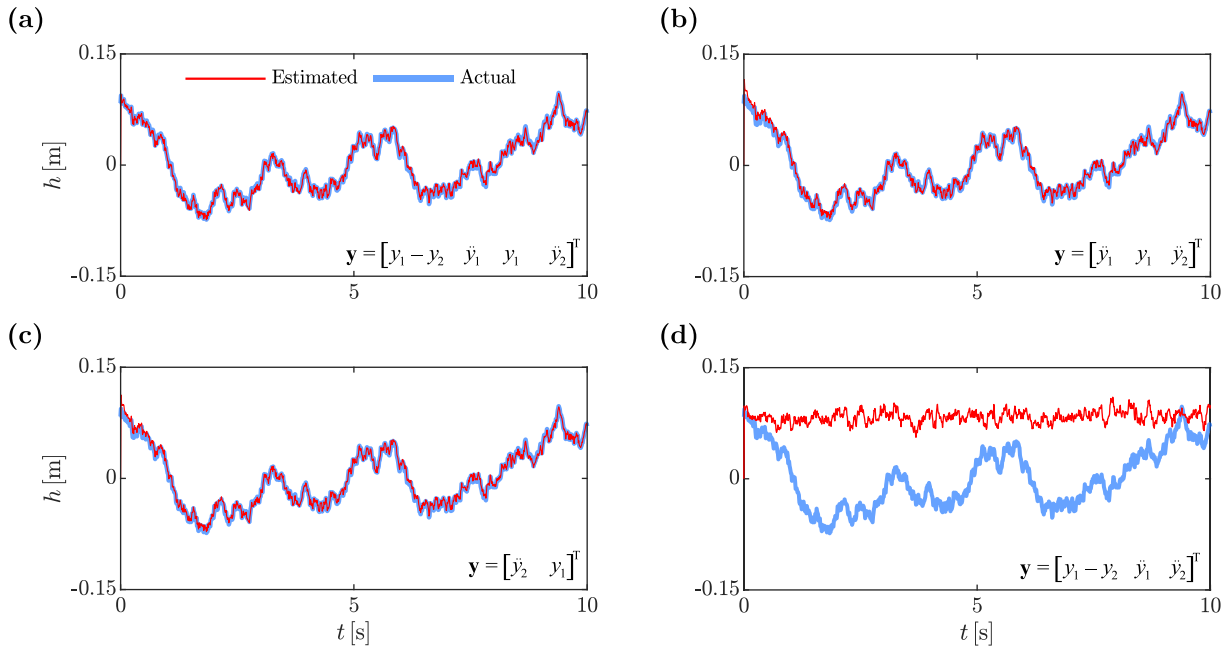 (a)
0.15
Estimated Actual
h [m]
0
y = [y₁ − y₂ ÿ₁ y₁ ÿ₂]ᵀ
-0.15
0 5 10
(b)
0.15
h [m]
0
y = [ÿ₁ y₁ ÿ₂]ᵀ
-0.15
0 5 10
(c)
0.15
h [m]
0
y = [ÿ₂ y₁]ᵀ
-0.15
0 5 10
t [s]
(d)
0.15
h [m]
0
y = [y₁ − y₂ ÿ₁ ÿ₂]ᵀ
-0.15
0 5 10
t [s]